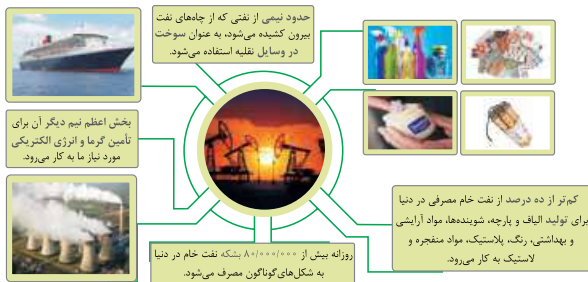 حدود نیمی از نفتی که از چاه‌های نفت
بیرون کشیده می‌شود، به عنوان سوخت
در وسایل نقلیه استفاده می‌شود.
بخش اعظم نیم دیگر آن برای
تأمین گرما و انرژی الکتریکی
مورد نیاز ما به کار می‌رود.
کم‌تر از ده درصد از نفت خام مصرفی در دنیا
برای تولید الیاف و پارچه، شوینده‌ها، مواد آرایشی
و بهداشتی، رنگ، پلاستیک، مواد منفجره و
لاستیک به کار می‌رود.
روزانه بیش از ۸۰/۰۰۰/۰۰۰ بشکه نفت خام در دنیا
به شکل‌های گوناگون مصرف می‌شود.